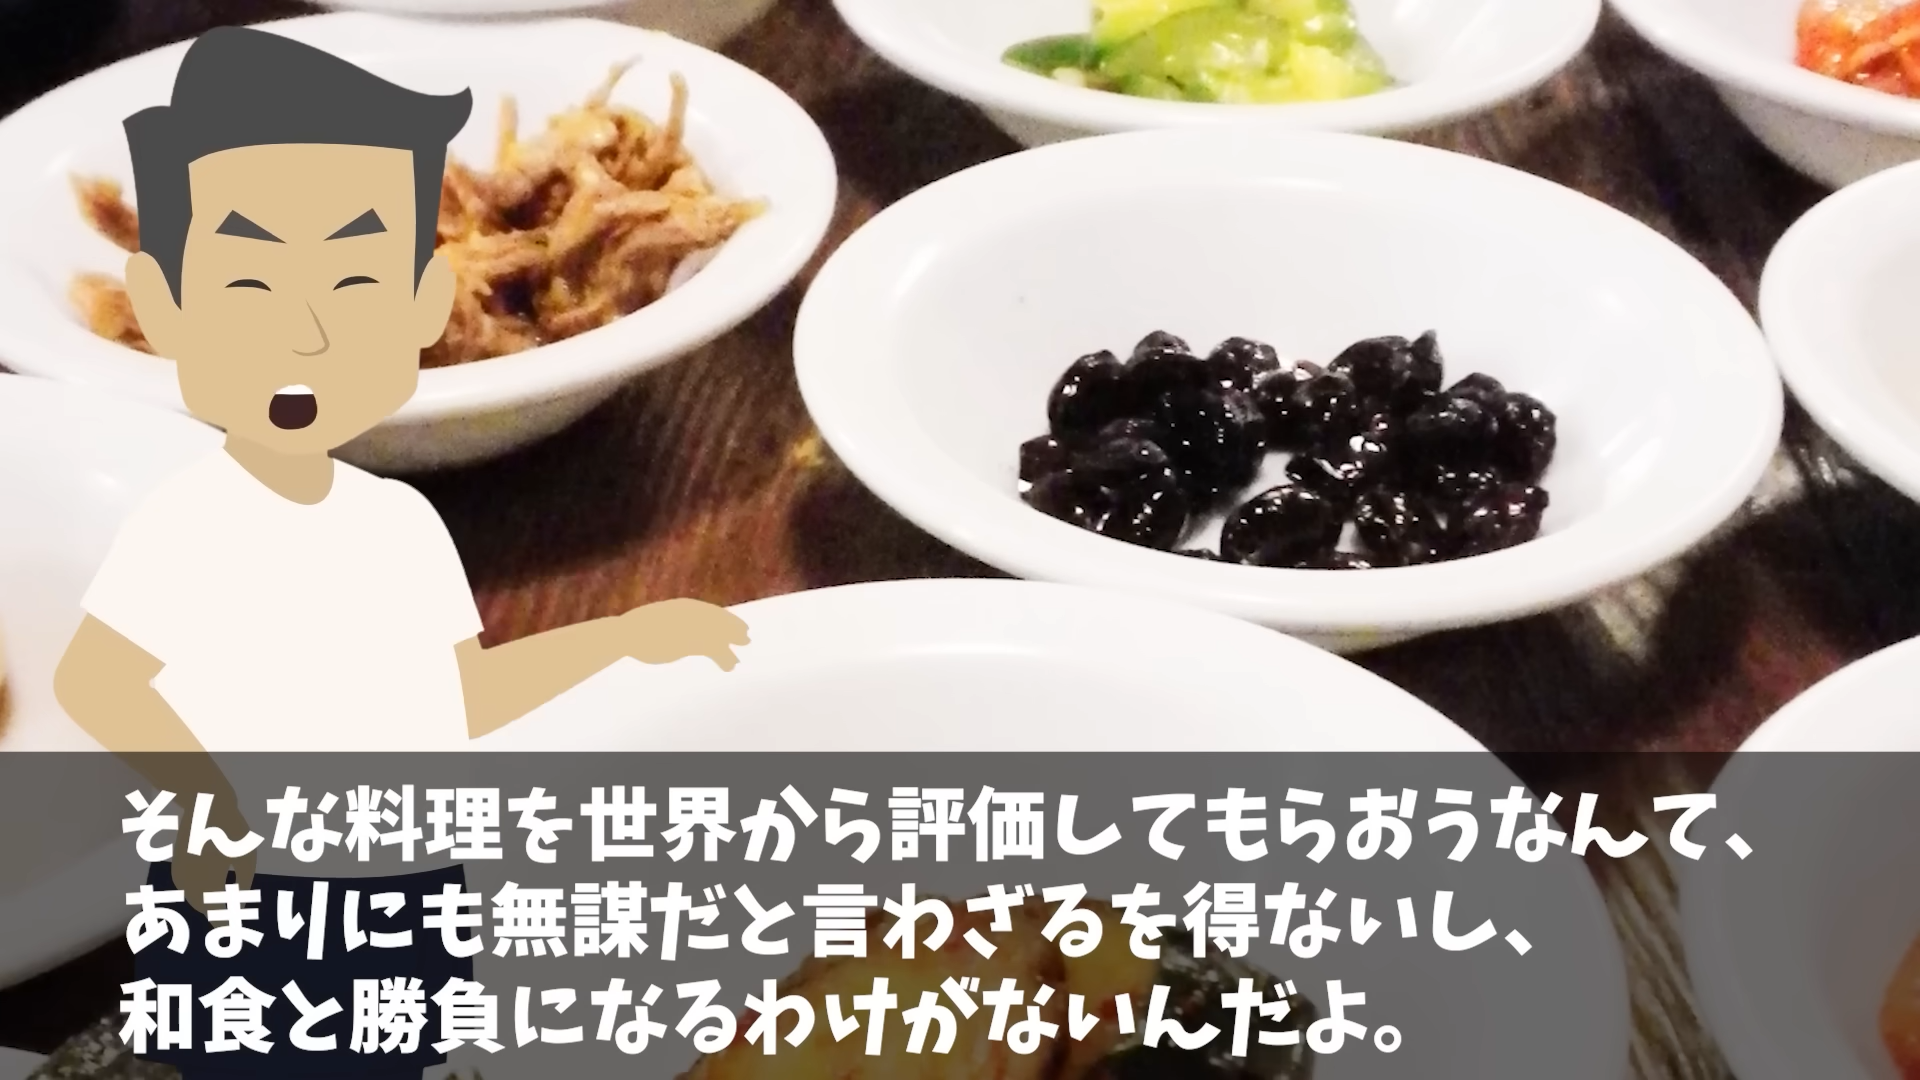 そんな料理を世界から評価してもらおうなんて、
あまりにも無謀だと言わざるを得ないし、
和食と勝負になるわけがないんだよ。